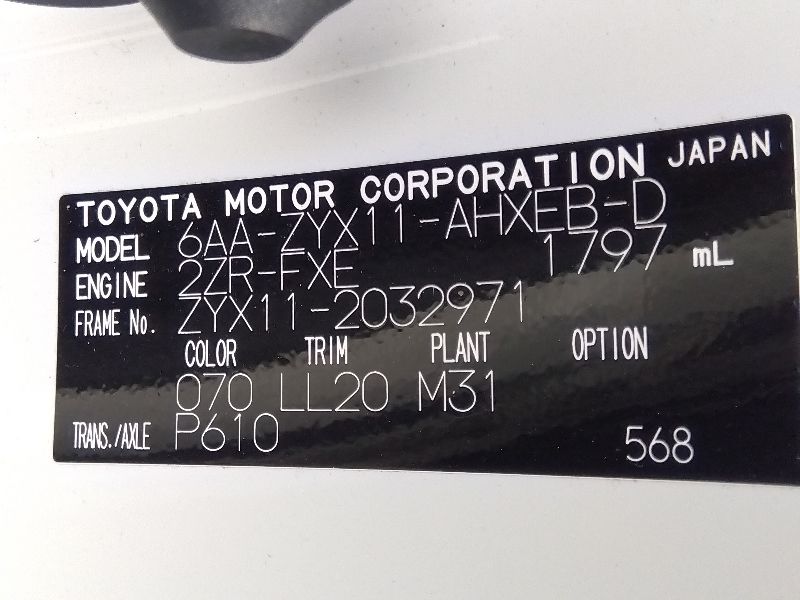 TOYOTA MOTOR CORPORATION JAPAN
MODEL 6AA-ZYX11-AHXEB-D
ENGINE 2ZR-FXE 1797 mL
FRAME No. ZYX11-2032971
COLOR TRIM PLANT OPTION
070 LL20 M31
TRANS./AXLE P610 568